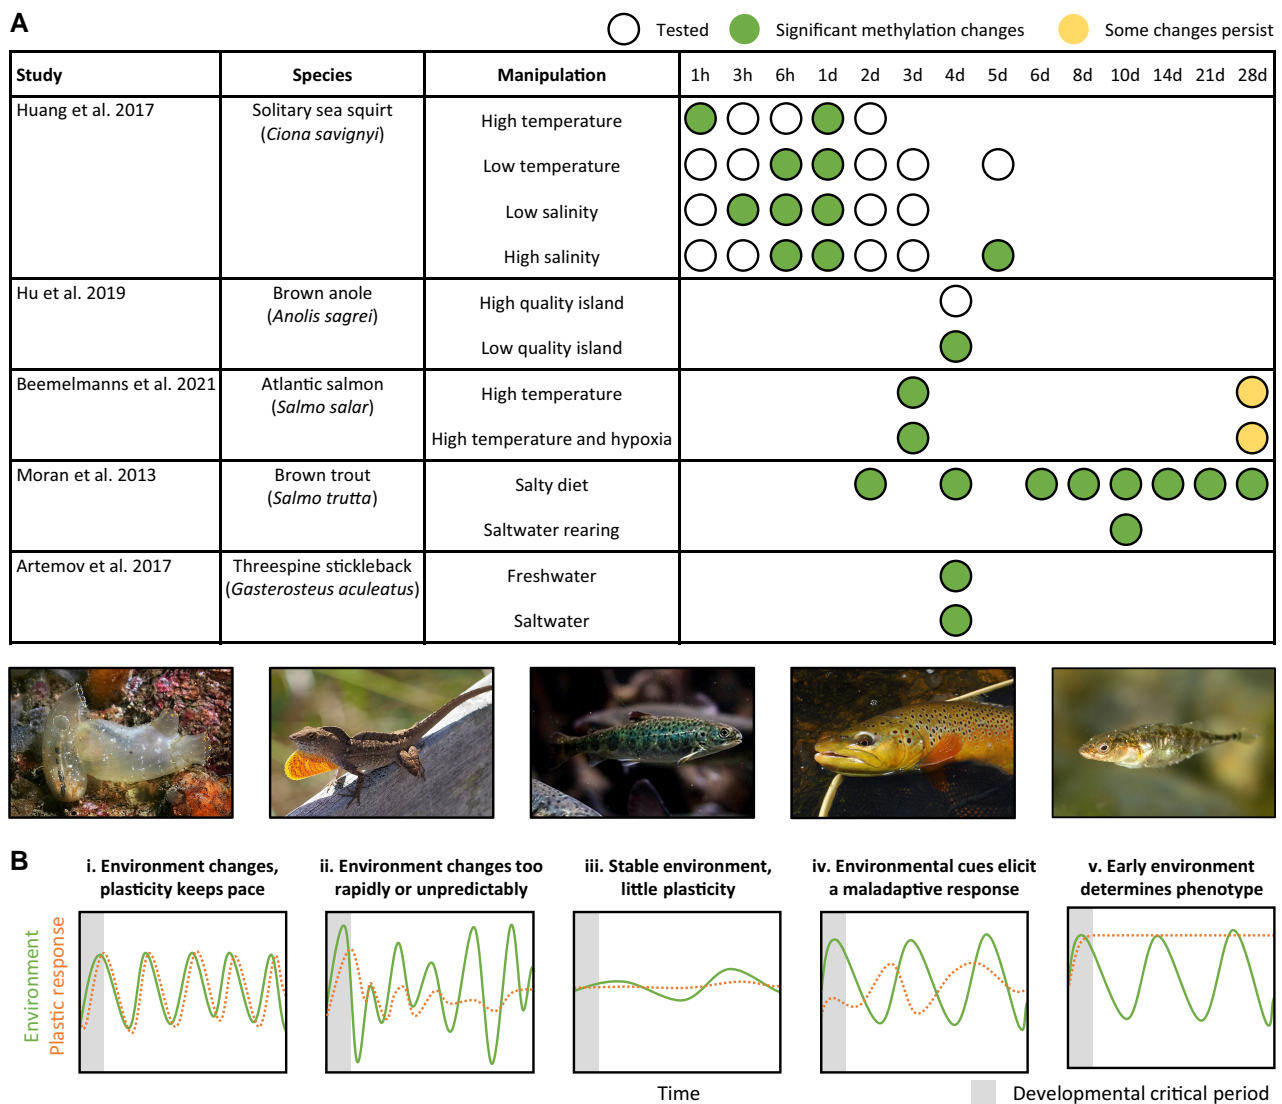 A
Tested Significant methylation changes Some changes persist
Study Species Manipulation 1h 3h 6h 1d 2d 3d 4d 5d 6d 8d 10d 14d 21d 28d
Huang et al. 2017 Solitary sea squirt
(Ciona savignyi)
High temperature
Low temperature
Low salinity
High salinity
Hu et al. 2019 Brown anole
(Anolis sagrei)
High quality island
Low quality island
Beemelmanns et al. 2021 Atlantic salmon
(Salmo salar)
High temperature
High temperature and hypoxia
Moran et al. 2013 Brown trout
(Salmo trutta)
Salty diet
Saltwater rearing
Artemov et al. 2017 Threespine stickleback
(Gasterosteus aculeatus)
Freshwater
Saltwater
B
i. Environment changes,
plasticity keeps pace
ii. Environment changes too
rapidly or unpredictably
iii. Stable environment,
little plasticity
iv. Environmental cues elicit
a maladaptive response
v. Early environment
determines phenotype
Environment
Plastic response
Time
Developmental critical period